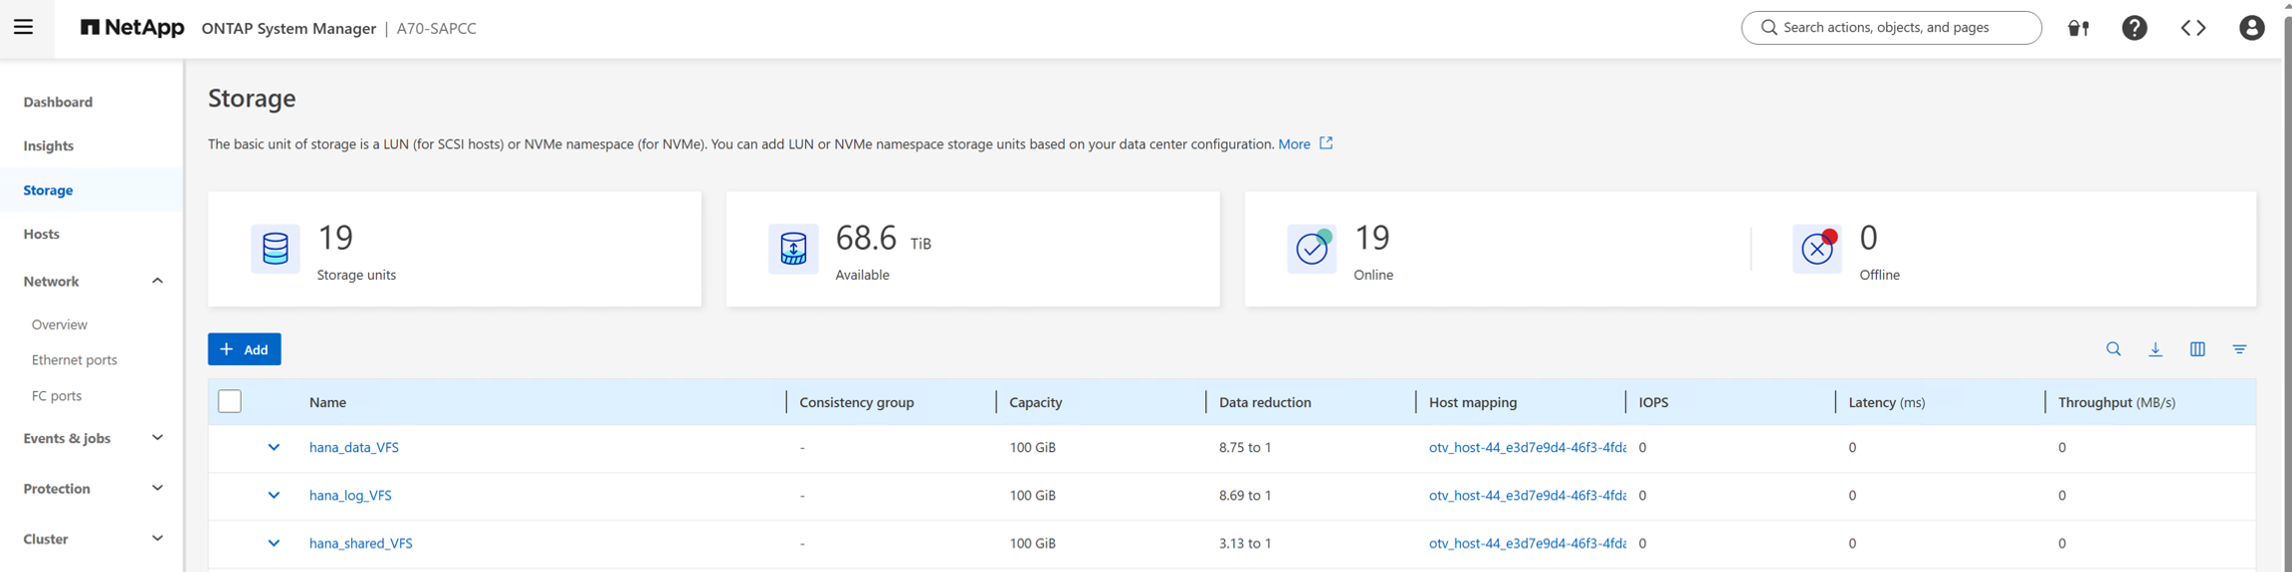 NetApp ONTAP System Manager | A70-SAPCC Search actions, objects, and pages
Dashboard
Insights
Storage
Hosts
Network
Overview
Ethernet ports
FC ports
Events & jobs
Protection
Cluster
Storage
The basic unit of storage is a LUN (for SCSI hosts) or NVMe namespace (for NVMe). You can add LUN or NVMe namespace storage units based on your data center configuration. More
19
Storage units
68.6 TiB
Available
19
Online
0
Offline
+ Add
Name Consistency group Capacity Data reduction Host mapping IOPS Latency (ms) Throughput (MB/s)
hana_data_VFS - 100 GiB 8.75 to 1 otv_host-44_e3d7e9d4-46f3-4fda 0 0 0
hana_log_VFS - 100 GiB 8.69 to 1 otv_host-44_e3d7e9d4-46f3-4fda 0 0 0
hana_shared_VFS - 100 GiB 3.13 to 1 otv_host-44_e3d7e9d4-46f3-4fda 0 0 0